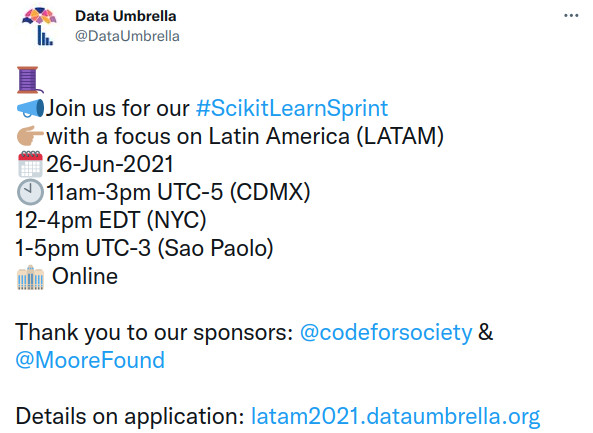 Data Umbrella
@DataUmbrella
🧵
📣Join us for our #ScikitLearnSprint
👉🏽with a focus on Latin America (LATAM)
🗓26-Jun-2021
🕙11am-3pm UTC-5 (CDMX)
12-4pm EDT (NYC)
1-5pm UTC-3 (Sao Paolo)
🏨 Online
Thank you to our sponsors: @codeforsociety &
@MooreFound
Details on application: latam2021.dataumbrella.org